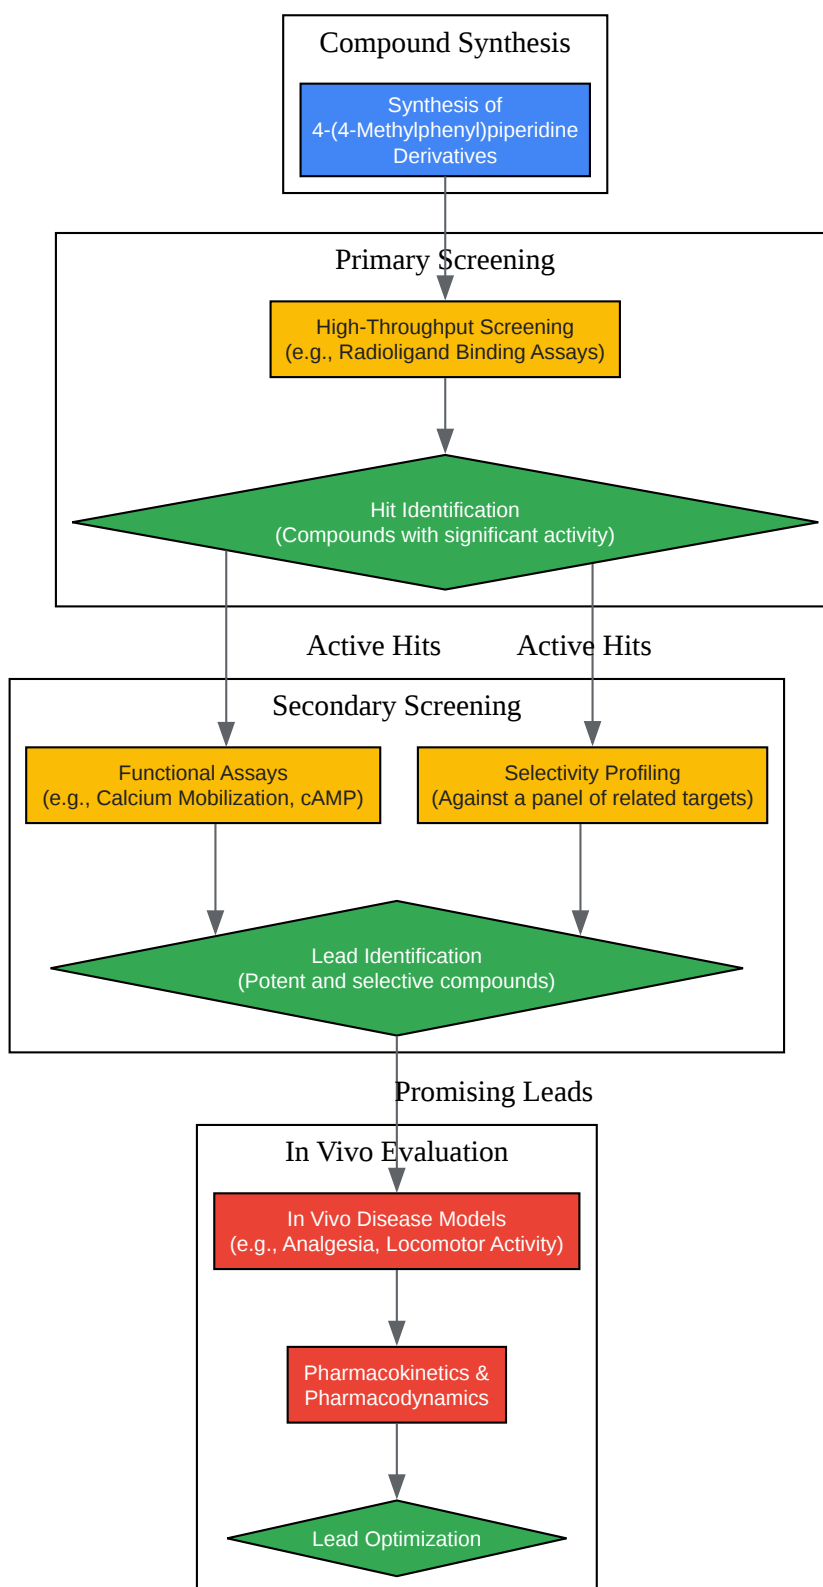 Compound Synthesis
Synthesis of
4-(4-Methylphenyl)piperidine
Derivatives
Primary Screening
High-Throughput Screening
(e.g., Radioligand Binding Assays)
Hit Identification
(Compounds with significant activity)
Active Hits
Active Hits
Secondary Screening
Functional Assays
(e.g., Calcium Mobilization, cAMP)
Selectivity Profiling
(Against a panel of related targets)
Lead Identification
(Potent and selective compounds)
Promising Leads
In Vivo Evaluation
In Vivo Disease Models
(e.g., Analgesia, Locomotor Activity)
Pharmacokinetics &
Pharmacodynamics
Lead Optimization